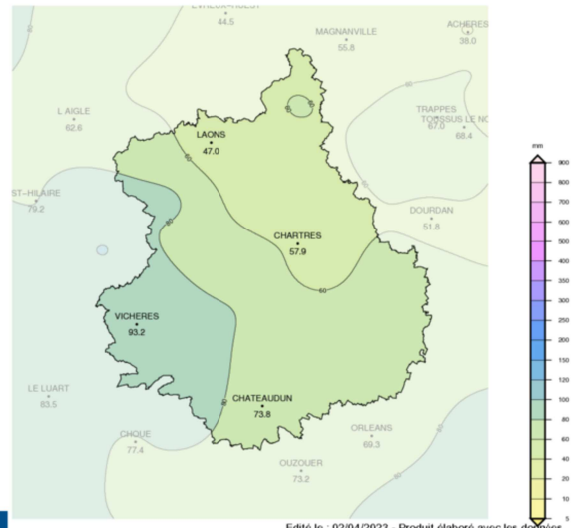 44.5
ACHERES
38.0
MAGNANVILLE
55.8
L AIGLE
62.6
LAONS
47.0
TRAPPES
67.0
TOUSSUS LE NO
68.4
ST-HILAIRE
79.2
DOURDAN
51.8
CHARTRES
57.9
60
VICHERES
93.2
LE LUART
83.5
CHATEAUDUN
73.8
CHOUE
77.4
ORLEANS
69.3
OUZOUER
73.2
mm
900
800
700
600
500
400
350
300
250
200
150
120
100
80
60
40
20
10
5
Edité le : 02/04/2023 - Produit élaboré avec les données